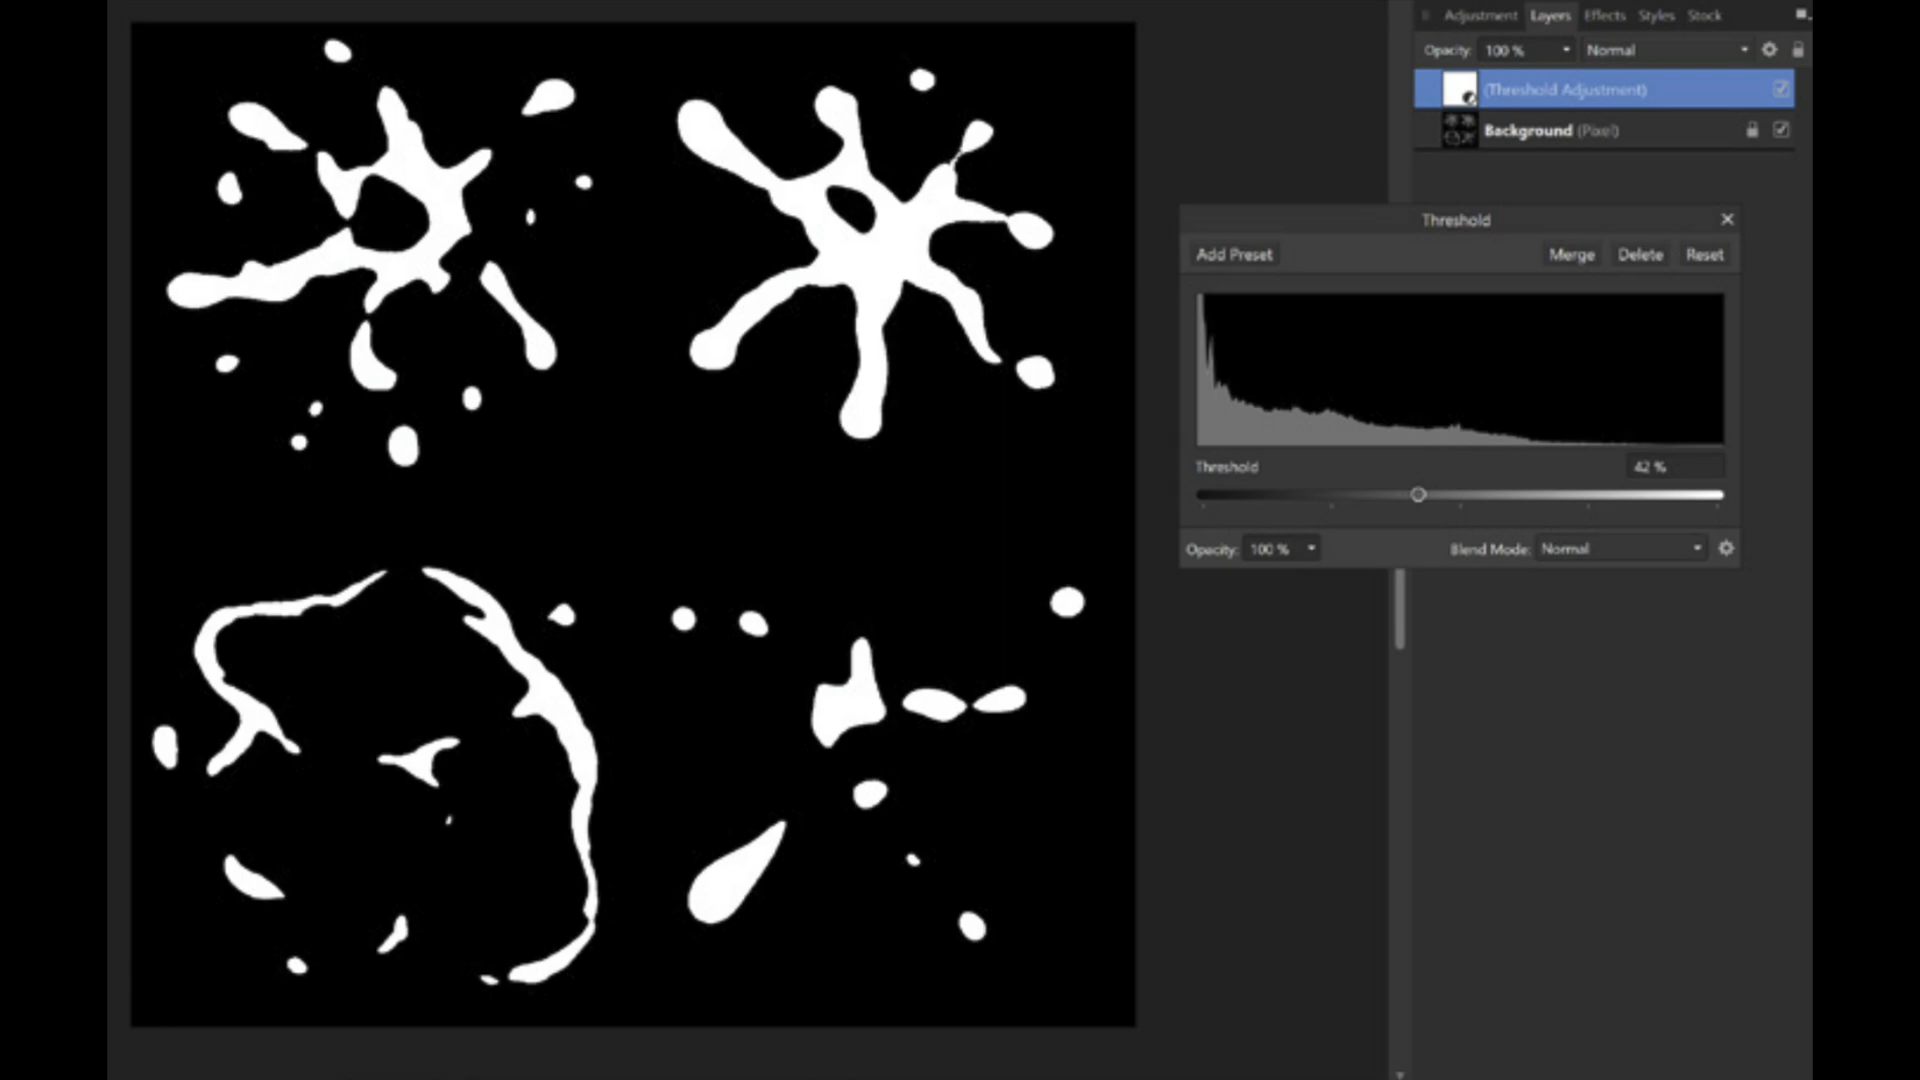 Adjustment Layers Effects Styles Stock
Opacity: 100 % Normal
(Threshold Adjustment)
Background (Pixel)
Threshold
Add Preset Merge Delete Reset
Threshold 42 %
Opacity: 100 % Blend Mode: Normal